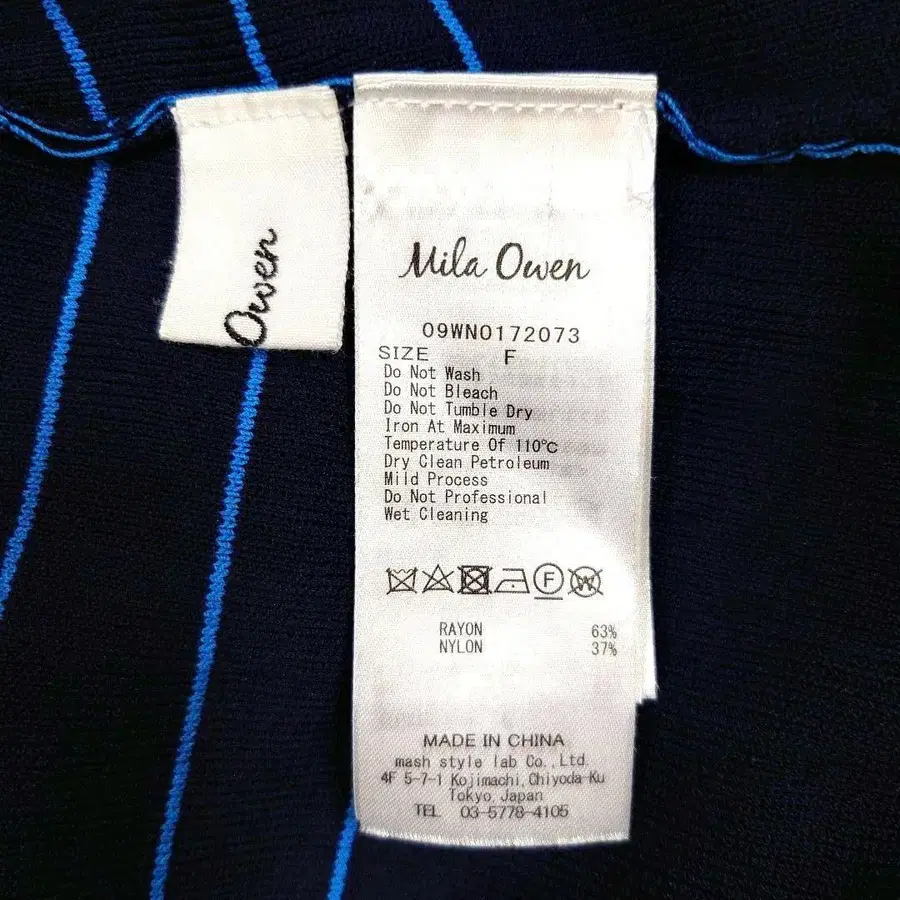 Owen
Mila Owen
09WN0172073
SIZE F
Do Not Wash
Do Not Bleach
Do Not Tumble Dry
Iron At Maximum
Temperature Of 110℃
Dry Clean Petroleum
Mild Process
Do Not Professional
Wet Cleaning
F W
RAYON 63%
NYLON 37%
MADE IN CHINA
mash style lab Co.,Ltd.
4F 5-7-1 Kojimachi,Chiyoda-Ku
Tokyo,Japan
TEL 03-5778-4105